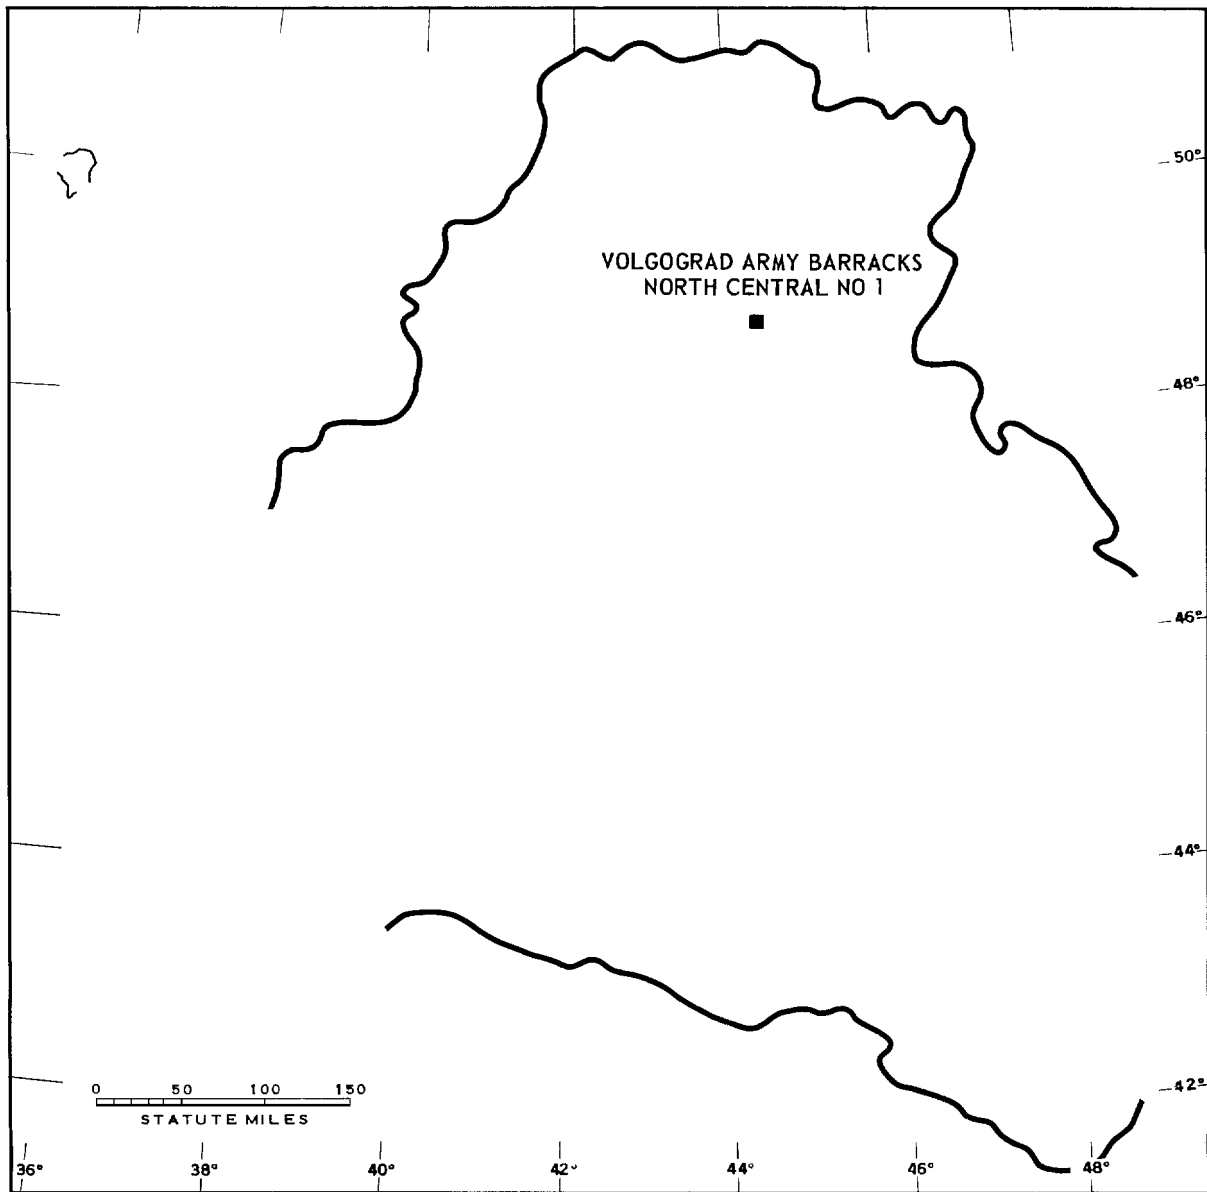 50°
VOLGOGRAD ARMY BARRACKS
NORTH CENTRAL NO 1
48°
46°
44°
42°
0 50 100 150
STATUTE MILES
36° 38° 40° 42° 44° 46° 48°